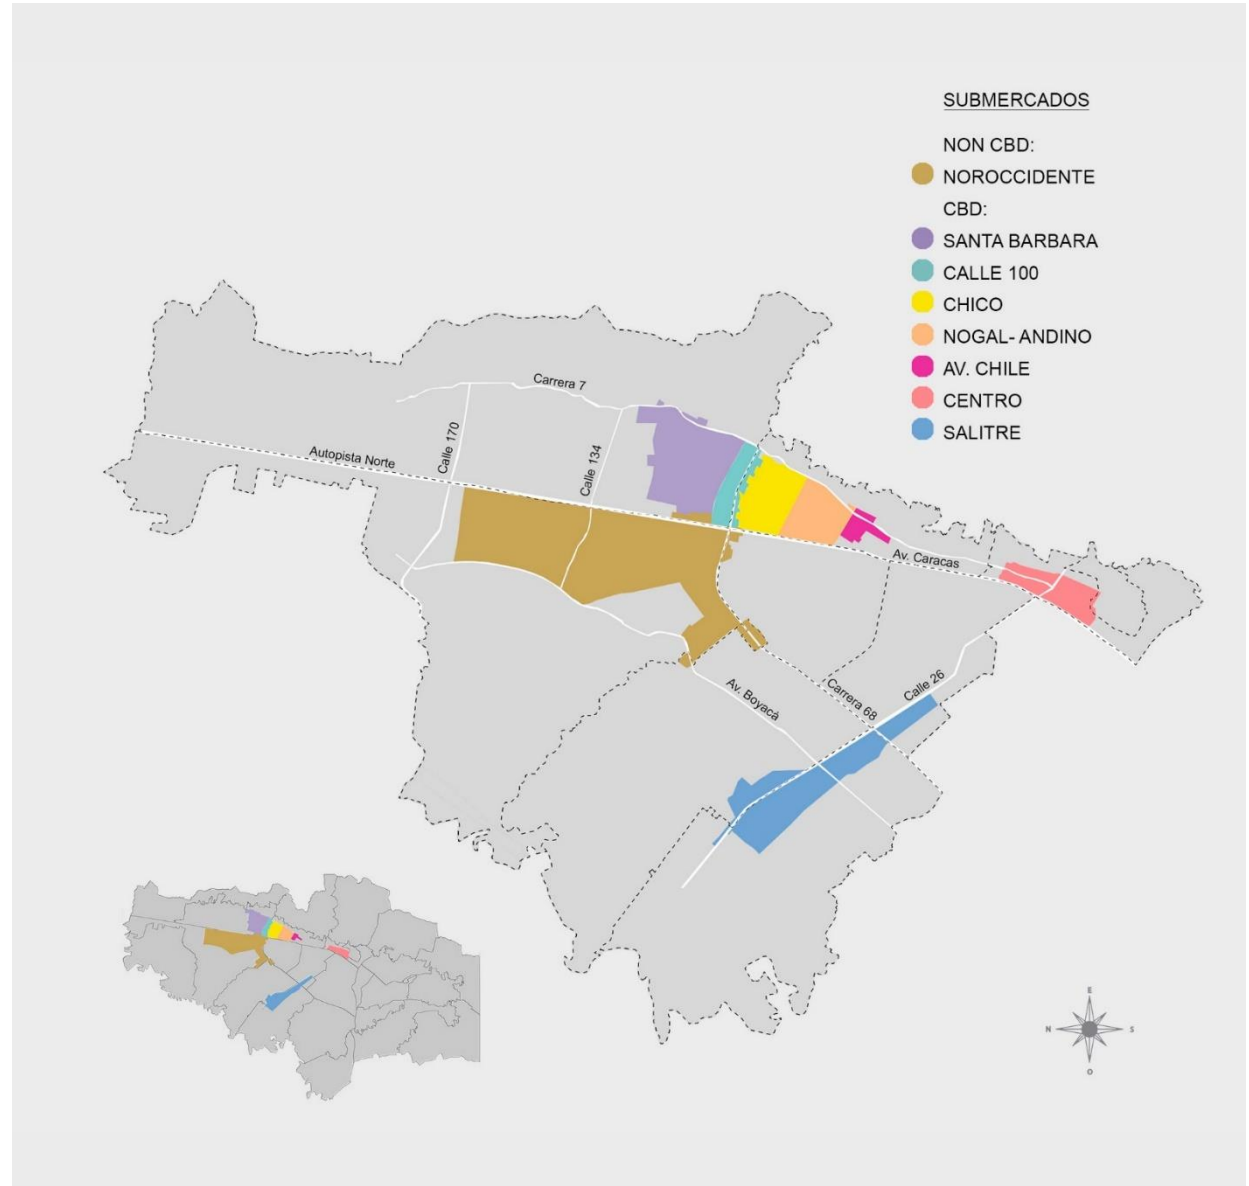 SUBMERCADOS
NON CBD:
NOROCCIDENTE
CBD:
SANTA BARBARA
CALLE 100
CHICO
NOGAL- ANDINO
AV. CHILE
CENTRO
SALITRE
Carrera 7
Calle 170
Autopista Norte
Calle 134
Av. Caracas
Calle 26
Carrera 68
Av. Boyacá
E
N
S
O